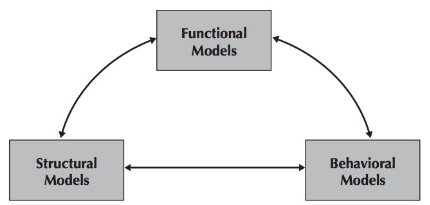 Functional
Models
Structural
Models
Behavioral
Models